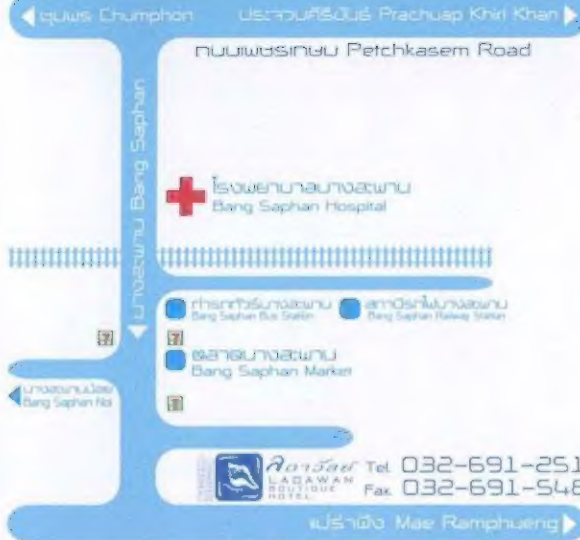 ชุมพร Chumphon
ประจวบคีรีขันธ์ Prachuap Khiri Khan
ถนนเพชรเกษม Petchkasem Road
บางสะพาน Bang Saphan
โรงพยาบาลบางสะพาน
Bang Saphan Hospital
ท่ารถทัวร์บางสะพาน
Bang Saphan Bus Station
สถานีรถไฟบางสะพาน
Bang Saphan Railway Station
7
7
ตลาดบางสะพาน
Bang Saphan Market
บางสะพานน้อย
Bang Saphan Noi
7
ลดาวัลย์
LADAWAN
BOUTIQUE
HOTEL
Tel. 032-691-251
Fax. 032-691-548
แม่รำพึง Mae Ramphueng